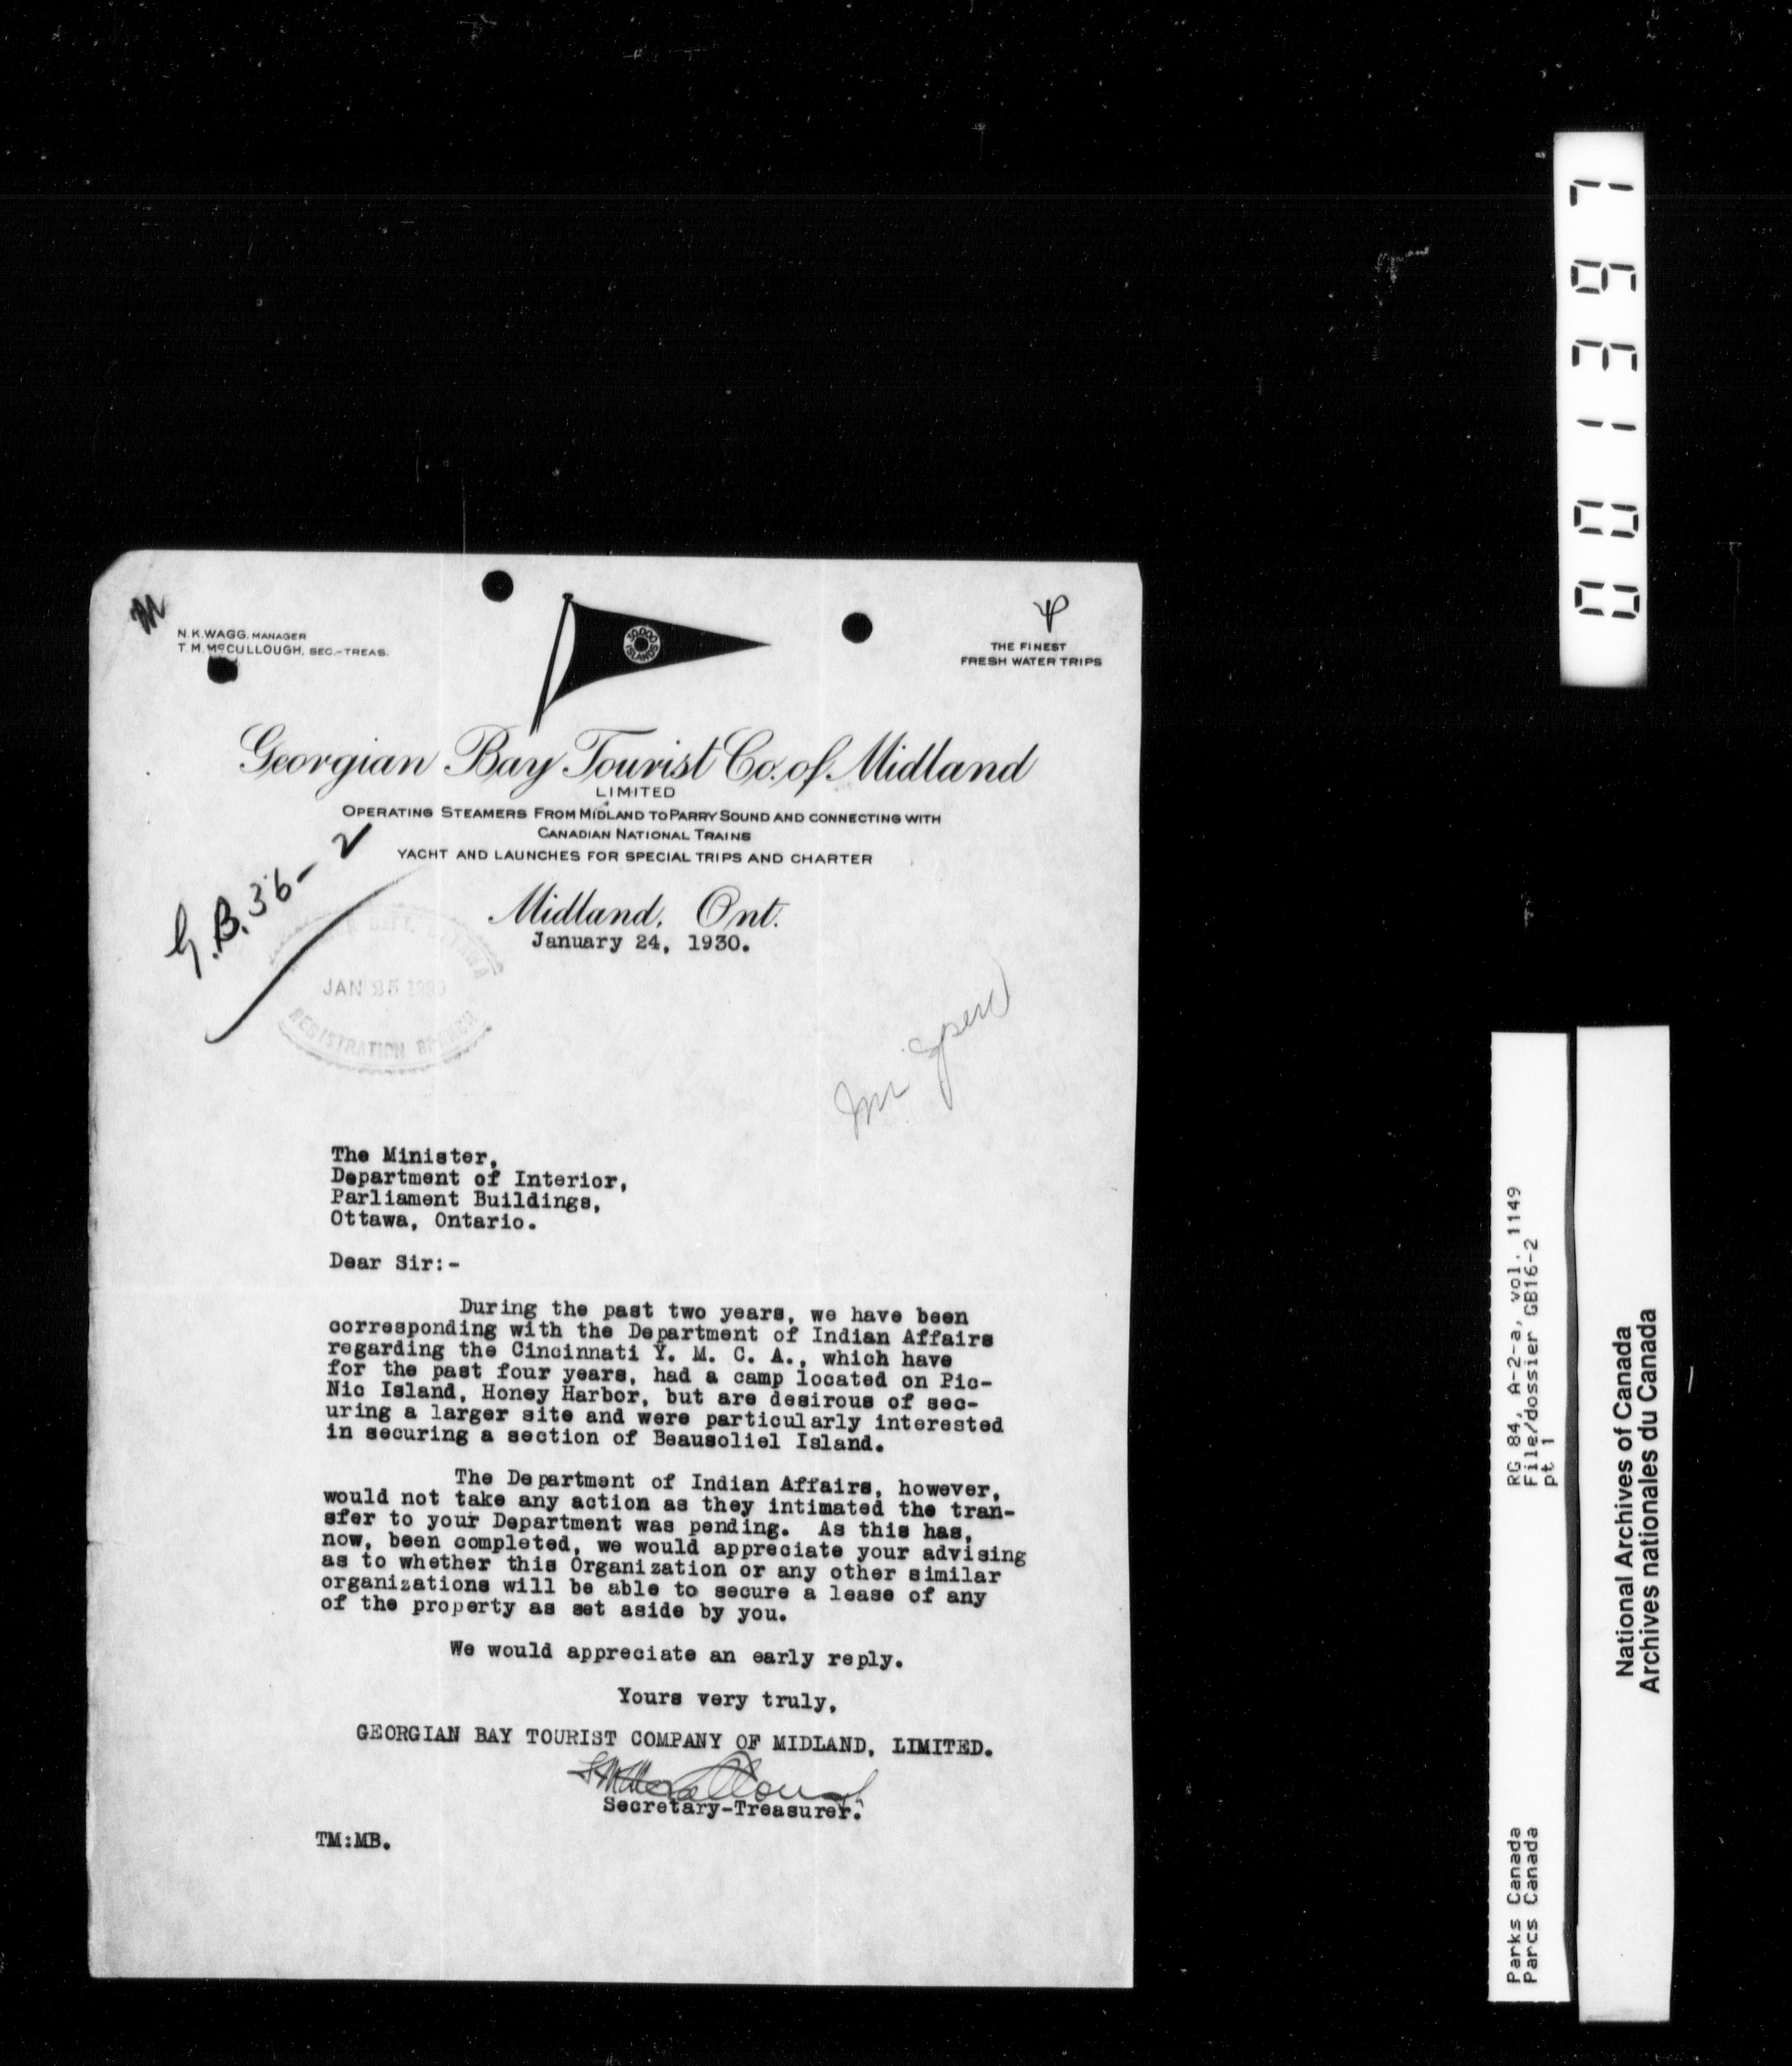 N.K.WAGG, MANAGER
T.M.McCULLOUGH, SEC.-TREAS.
30,000
ISLANDS
THE FINEST
FRESH WATER TRIPS
Georgian Bay Tourist Co. of Midland
LIMITED
OPERATING STEAMERS FROM MIDLAND TO PARRY SOUND AND CONNECTING WITH
CANADIAN NATIONAL TRAINS
YACHT AND LAUNCHES FOR SPECIAL TRIPS AND CHARTER
G.B. 36-2
Midland, Ont.
January 24, 1930.
JAN 25 1930
REGISTRATION BRANCH
The Minister,
Department of Interior,
Parliament Buildings,
Ottawa, Ontario.
Dear Sir:-
During the past two years, we have been
corresponding with the Department of Indian Affairs
regarding the Cincinnati Y. M. C. A., which have
for the past four years, had a camp located on Pic-
Nic Island, Honey Harbor, but are desirous of sec-
uring a larger site and were particularly interested
in securing a section of Beausoliel Island.
The Department of Indian Affairs, however,
would not take any action as they intimated the tran-
sfer to your Department was pending. As this has,
now, been completed, we would appreciate your advising
as to whether this Organization or any other similar
organizations will be able to secure a lease of any
of the property as set aside by you.
We would appreciate an early reply.
Yours very truly,
GEORGIAN BAY TOURIST COMPANY OF MIDLAND, LIMITED.
Secretary-Treasurer.
TM:MB.
001397
RG 84, A-2-a, vol. 1149
File/dossier GB16-2
pt 1
Parks Canada
Parcs Canada
National Archives of Canada
Archives nationales du Canada